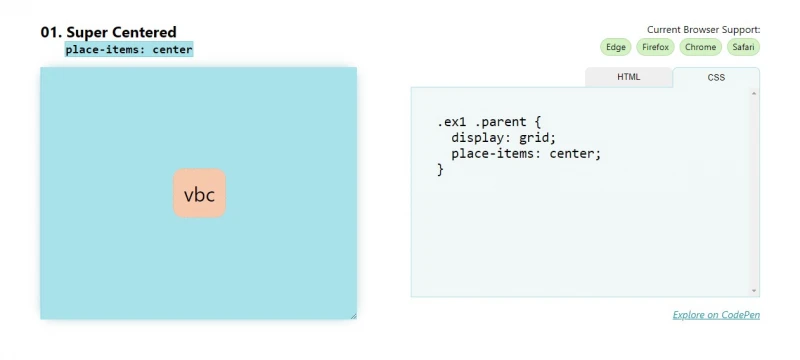 01. Super Centered
place-items: center
vbc
Current Browser Support:
Edge Firefox Chrome Safari
HTML CSS
.ex1 .parent {
  display: grid;
  place-items: center;
}
Explore on CodePen